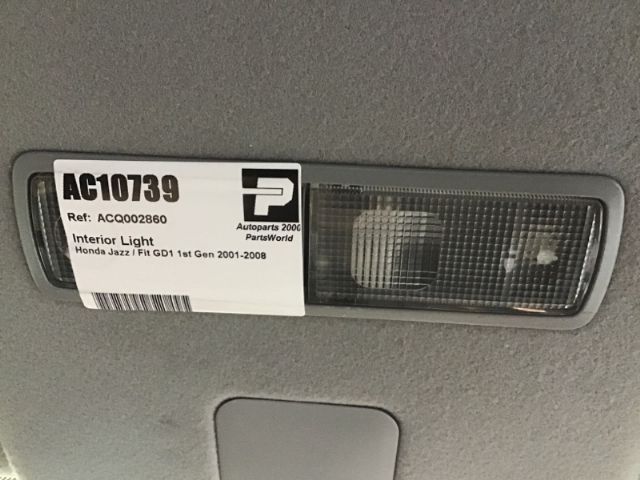 AC10739
Ref: ACQ002860
Autoparts 2000
PartsWorld
Interior Light
Honda Jazz / Fit GD1 1st Gen 2001-2008